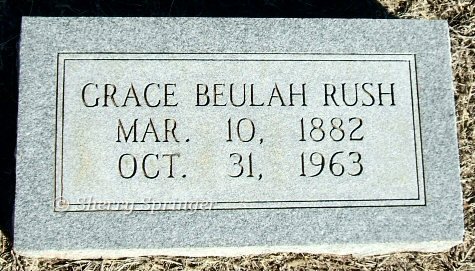 GRACE BEULAH RUSH
MAR. 10, 1882
OCT. 31, 1963
© Sherry Springer